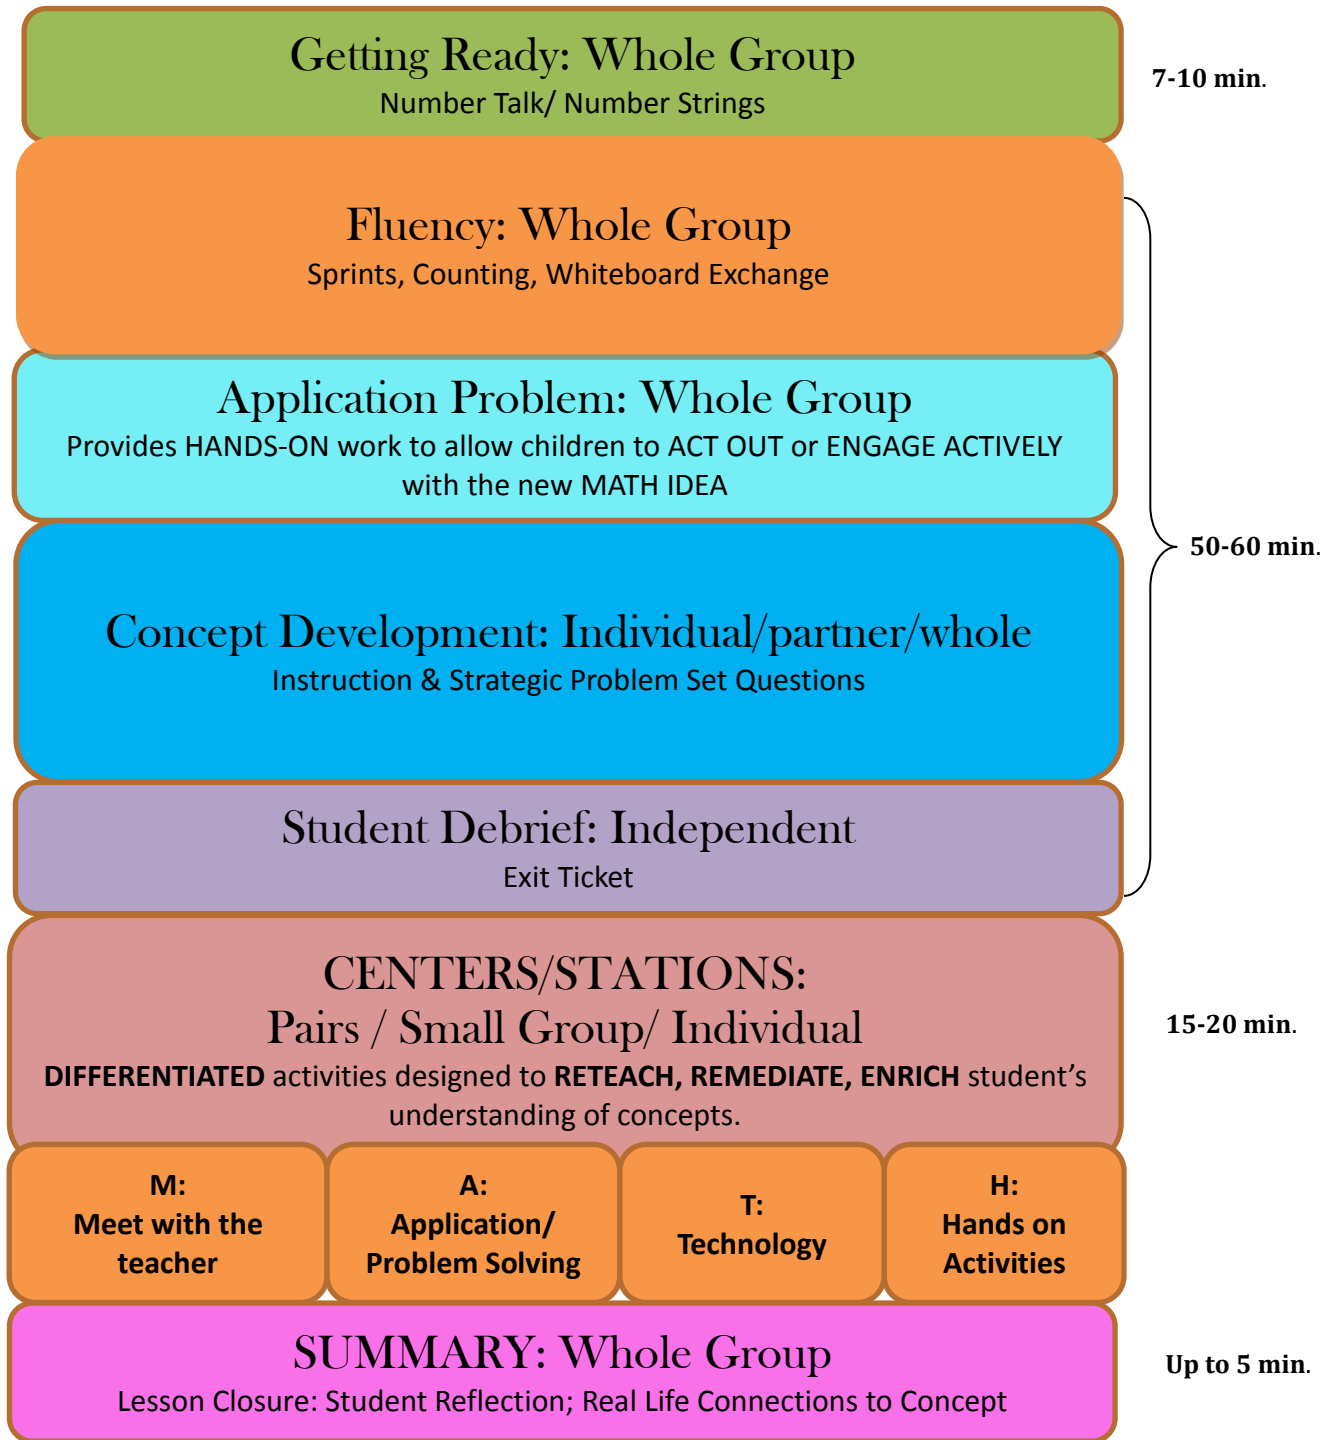 Getting Ready: Whole Group
Number Talk/ Number Strings
7-10 min.
Fluency: Whole Group
Sprints, Counting, Whiteboard Exchange
Application Problem: Whole Group
Provides HANDS-ON work to allow children to ACT OUT or ENGAGE ACTIVELY
with the new MATH IDEA
50-60 min.
Concept Development: Individual/partner/whole
Instruction & Strategic Problem Set Questions
Student Debrief: Independent
Exit Ticket
CENTERS/STATIONS:
Pairs / Small Group/ Individual
15-20 min.
DIFFERENTIATED activities designed to RETEACH, REMEDIATE, ENRICH student’s
understanding of concepts.
M:
Meet with the
teacher
A:
Application/
Problem Solving
T:
Technology
H:
Hands on
Activities
SUMMARY: Whole Group
Lesson Closure: Student Reflection; Real Life Connections to Concept
Up to 5 min.